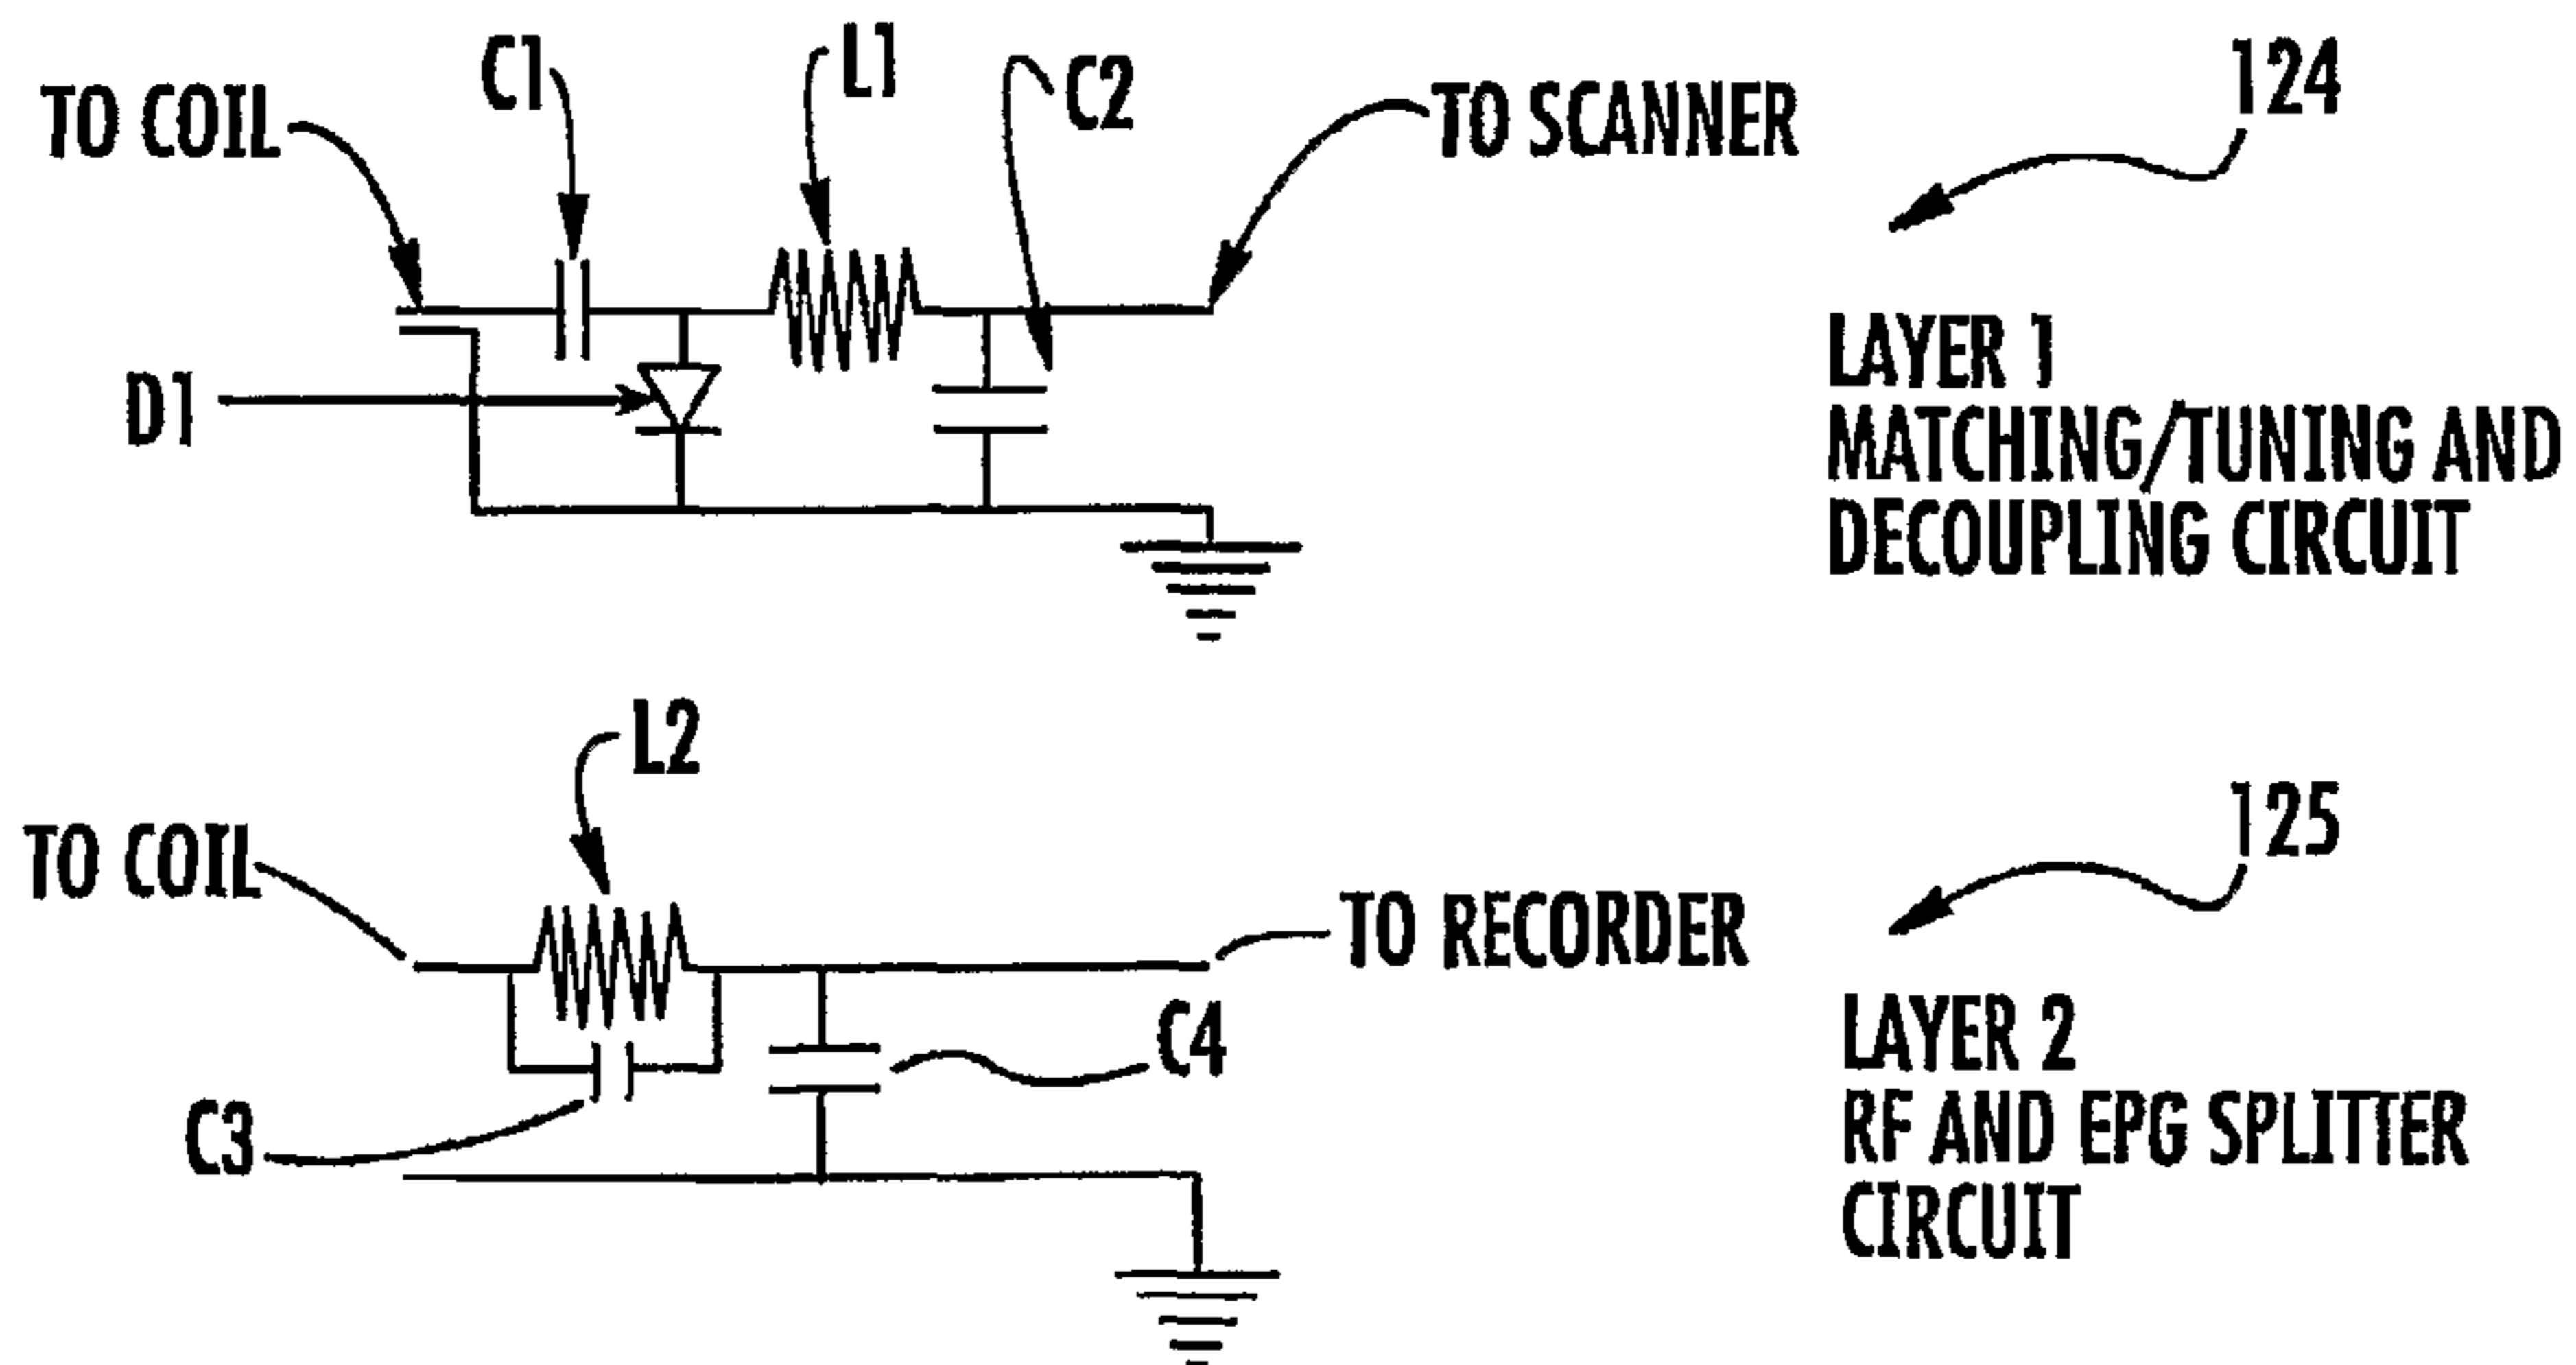 TO COIL
C1
L1
C2
TO SCANNER
124
D1
LAYER 1
MATCHING/TUNING AND
DECOUPLING CIRCUIT
L2
TO COIL
TO RECORDER
125
C3
C4
LAYER 2
RF AND EPG SPLITTER
CIRCUIT